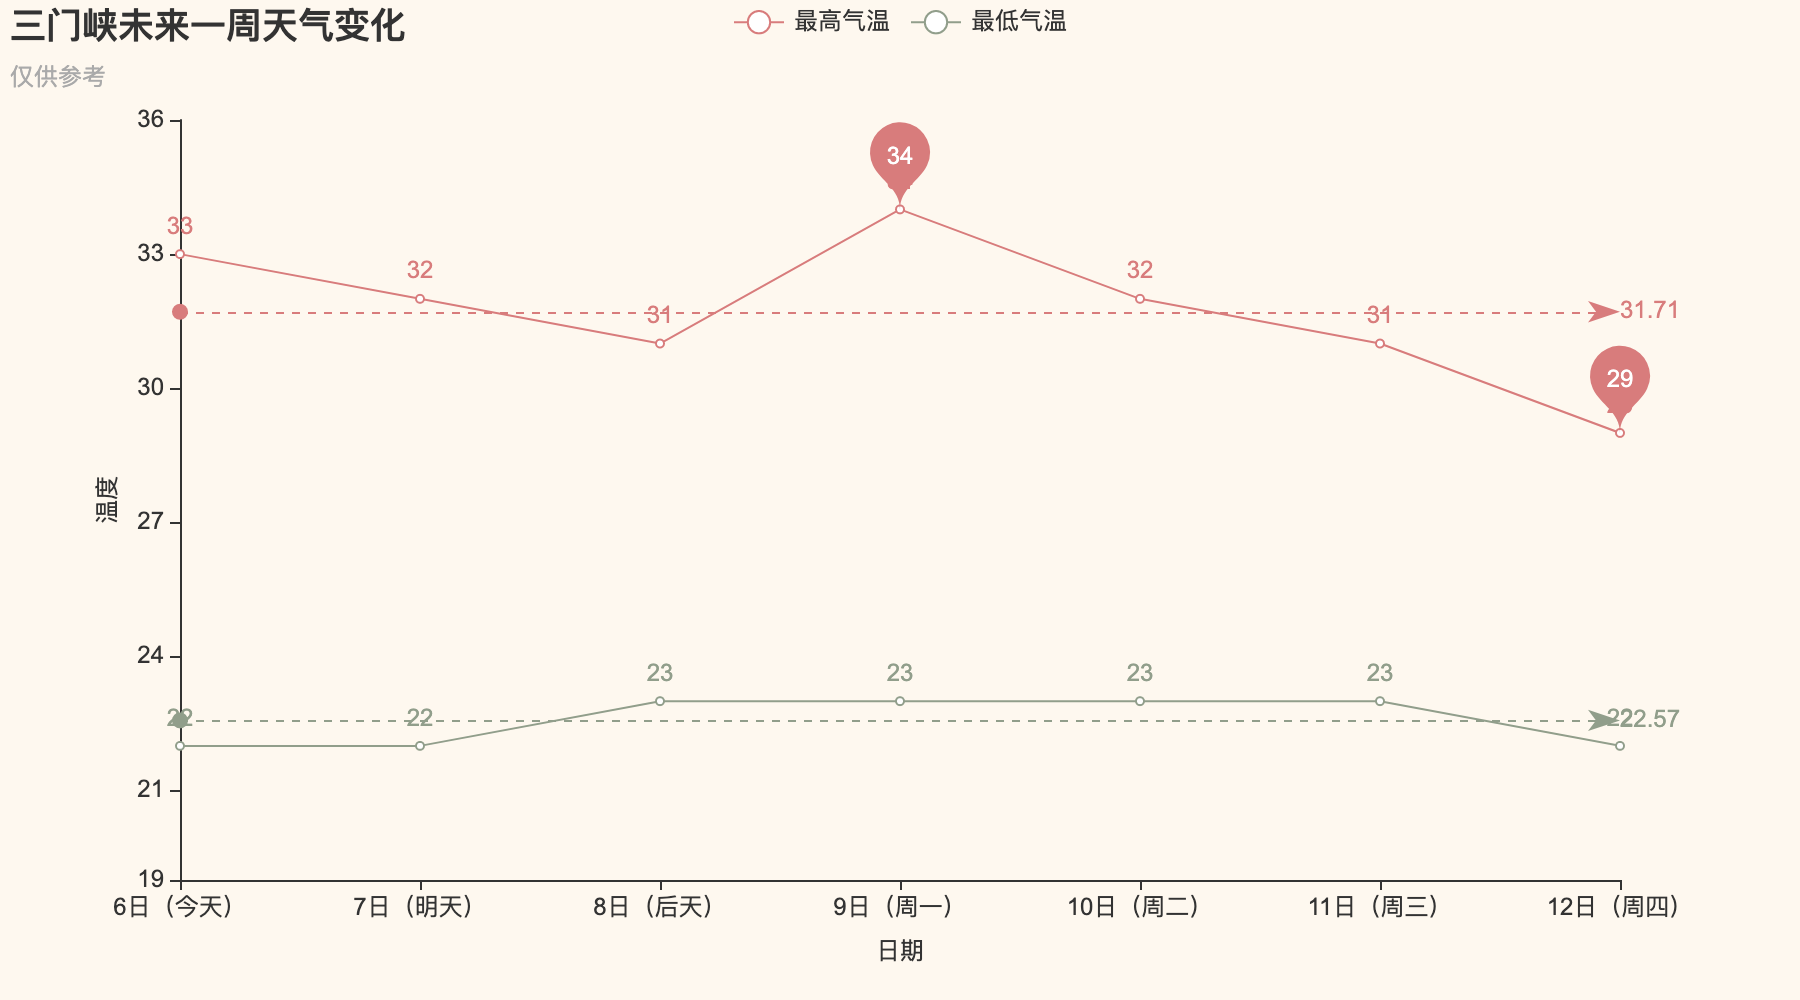 三门峡未来一周天气变化
仅供参考
最高气温 最低气温
36
33
30
27
24
21
19
温度
33 32 31 34 32 31 29
31.71
22 22 23 23 23 23 22
22.57
6日（今天） 7日（明天） 8日（后天） 9日（周一） 10日（周二） 11日（周三） 12日（周四）
日期